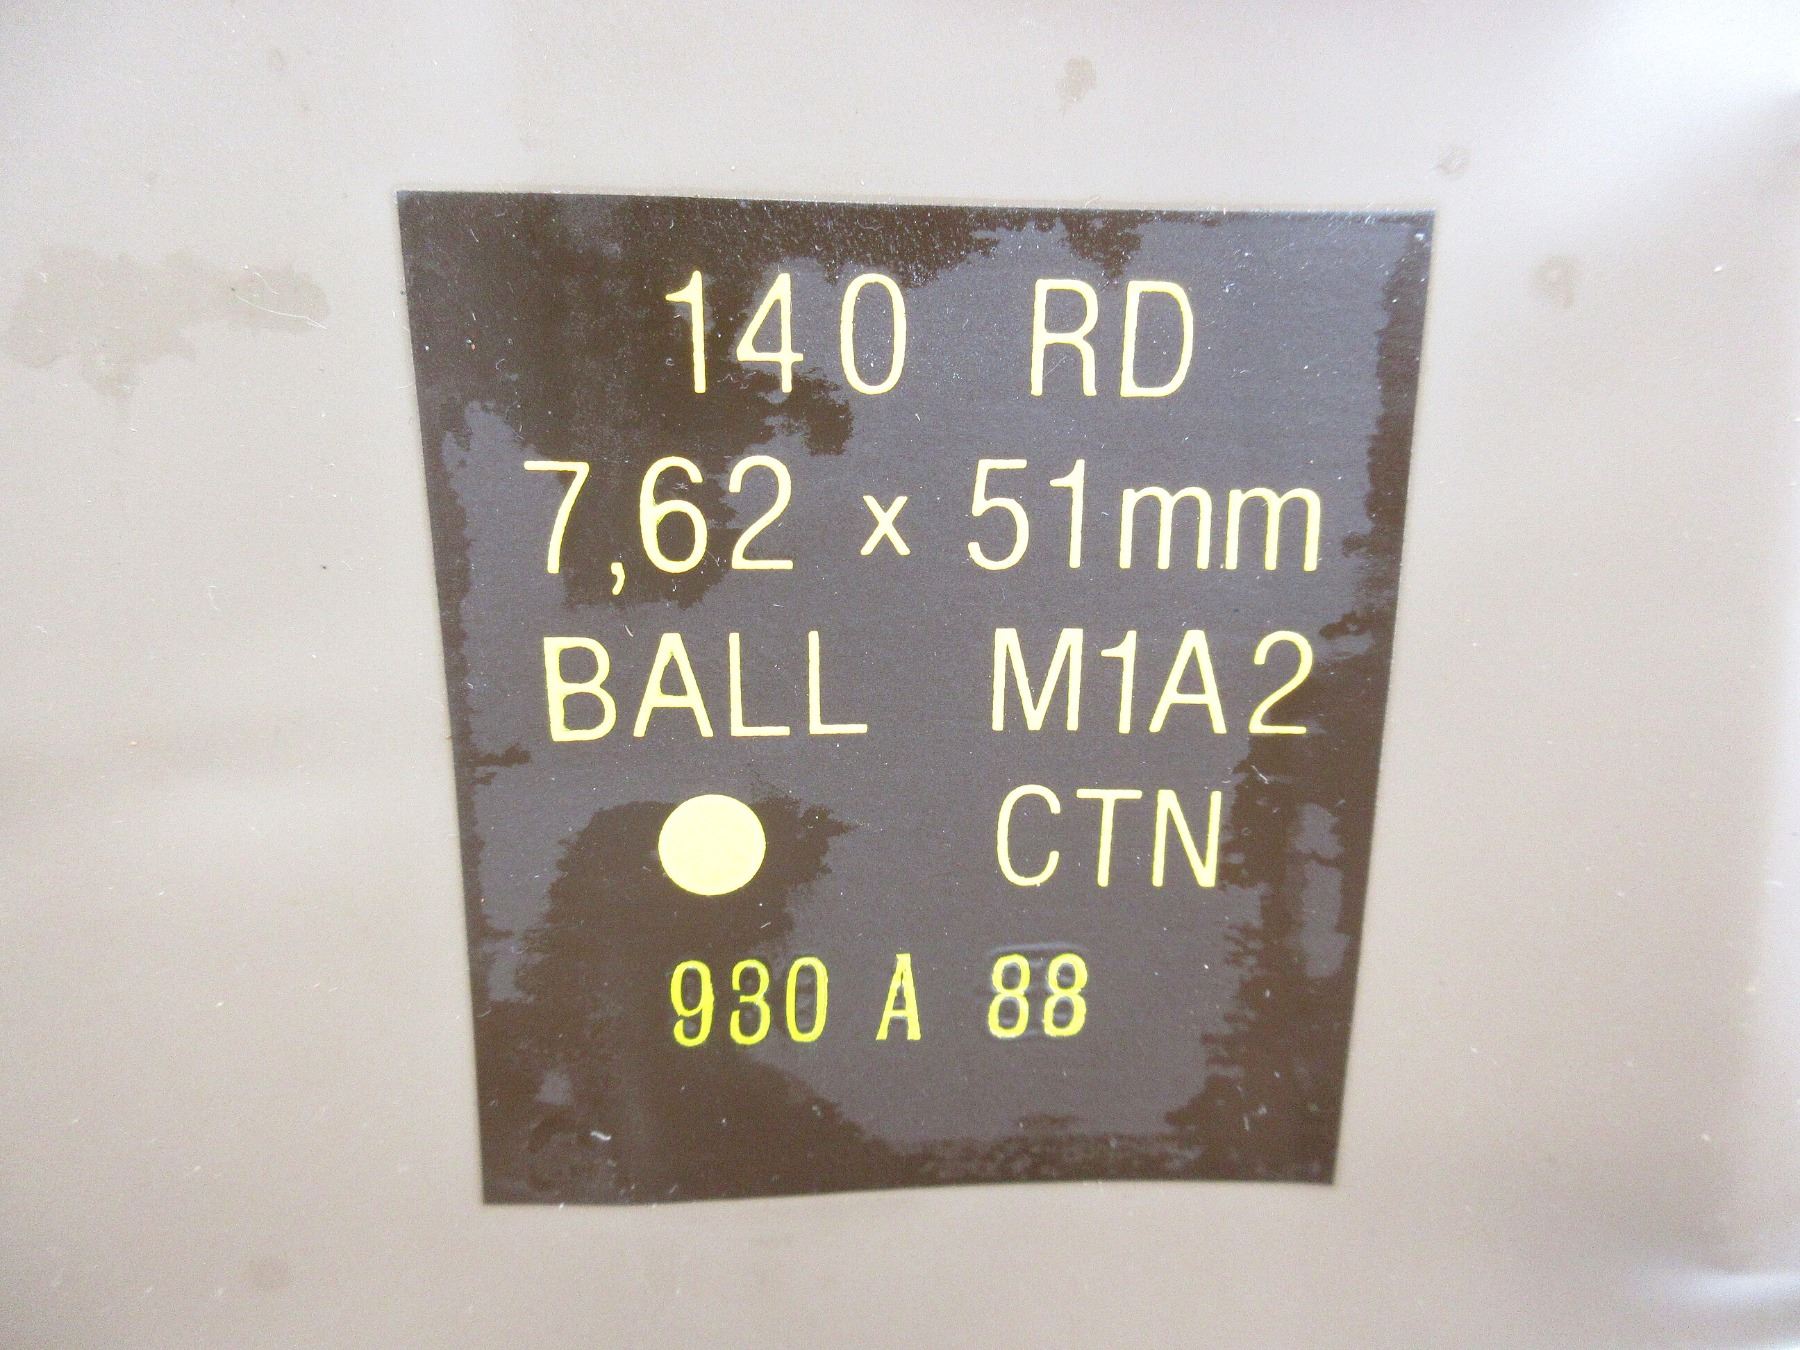 140 RD
7,62 x 51mm
BALL M1A2
CTN
930 A 88